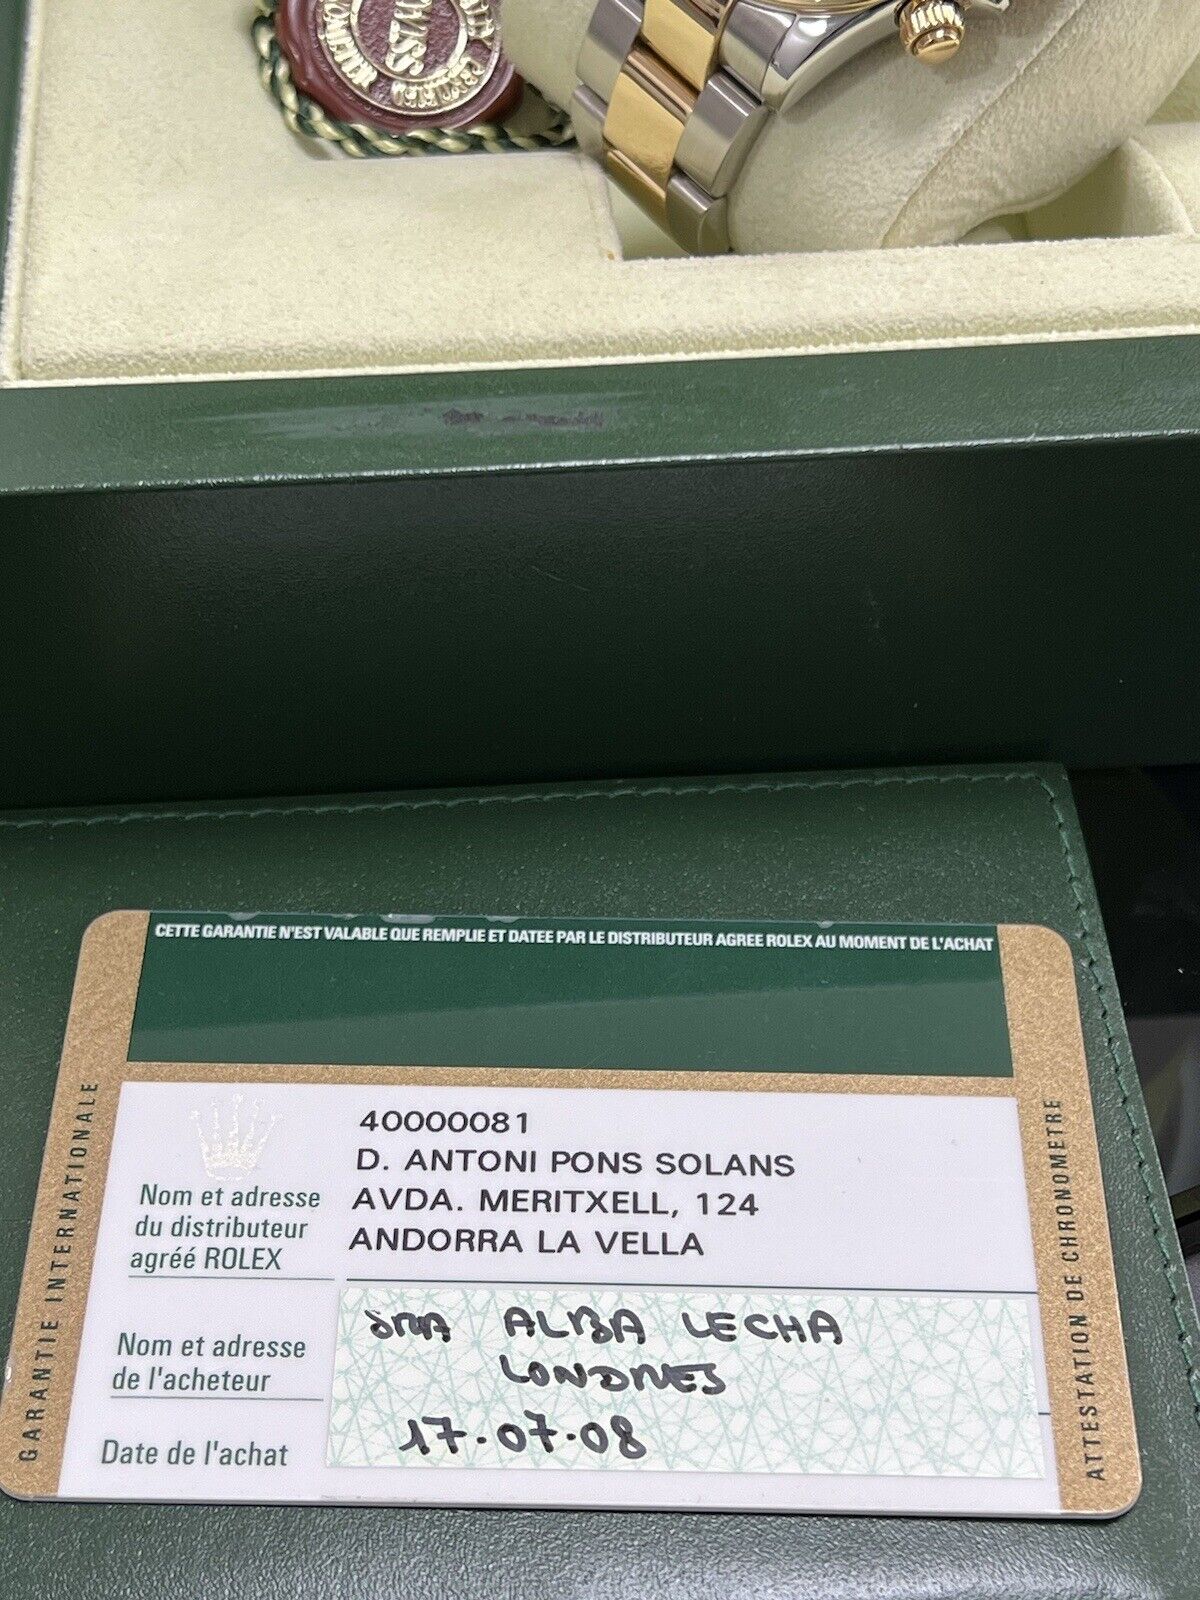 SWISS
CETTE GARANTIE N'EST VALABLE QUE REMPLIE ET DATEE PAR LE DISTRIBUTEUR AGREE ROLEX AU MOMENT DE L'ACHAT
GARANTIE INTERNATIONALE
40000081
D. ANTONI PONS SOLANS
AVDA. MERITXELL, 124
ANDORRA LA VELLA
Nom et adresse
du distributeur
agréé ROLEX
Nom et adresse
de l'acheteur
SRA ALBA LECHA
LONDRES
Date de l'achat
17.07.08
ATTESTATION DE CHRONOMETRE